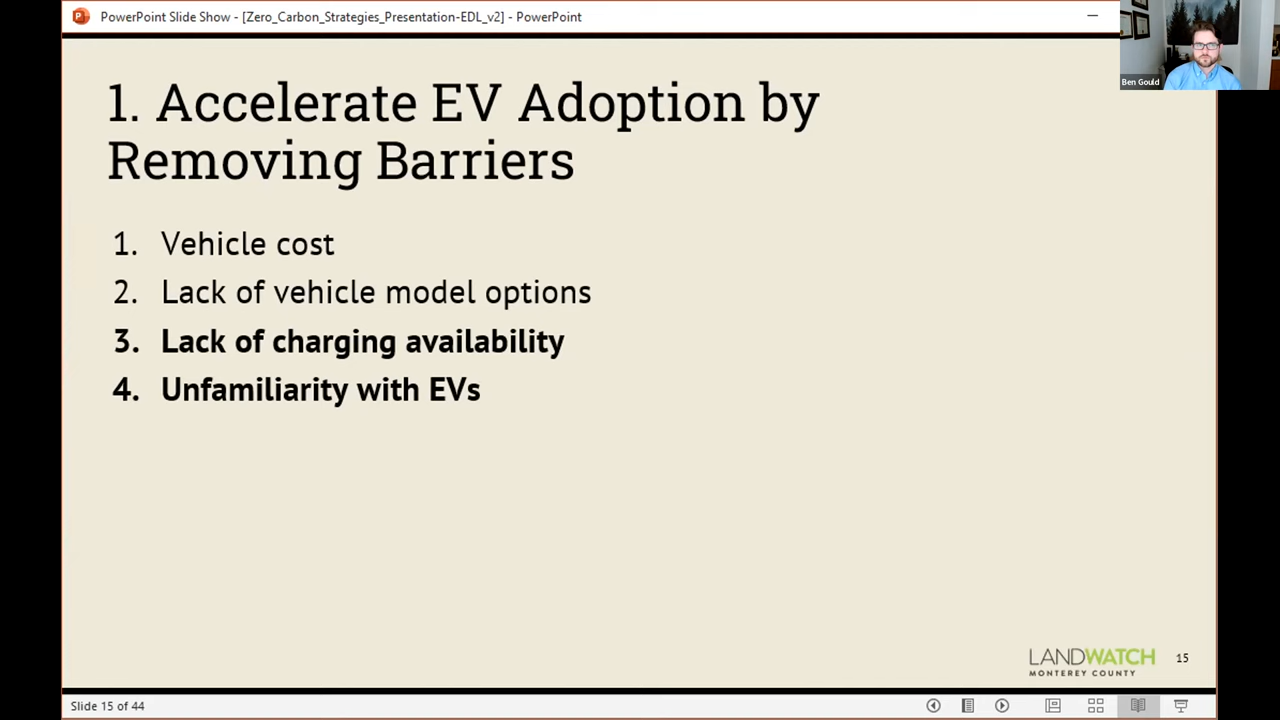 PowerPoint Slide Show - [Zero_Carbon_Strategies_Presentation-EDL_v2] - PowerPoint
Ben Gould
1. Accelerate EV Adoption by
Removing Barriers
1. Vehicle cost
2. Lack of vehicle model options
3. Lack of charging availability
4. Unfamiliarity with EVs
LANDWATCH
MONTEREY COUNTY
15
Slide 15 of 44